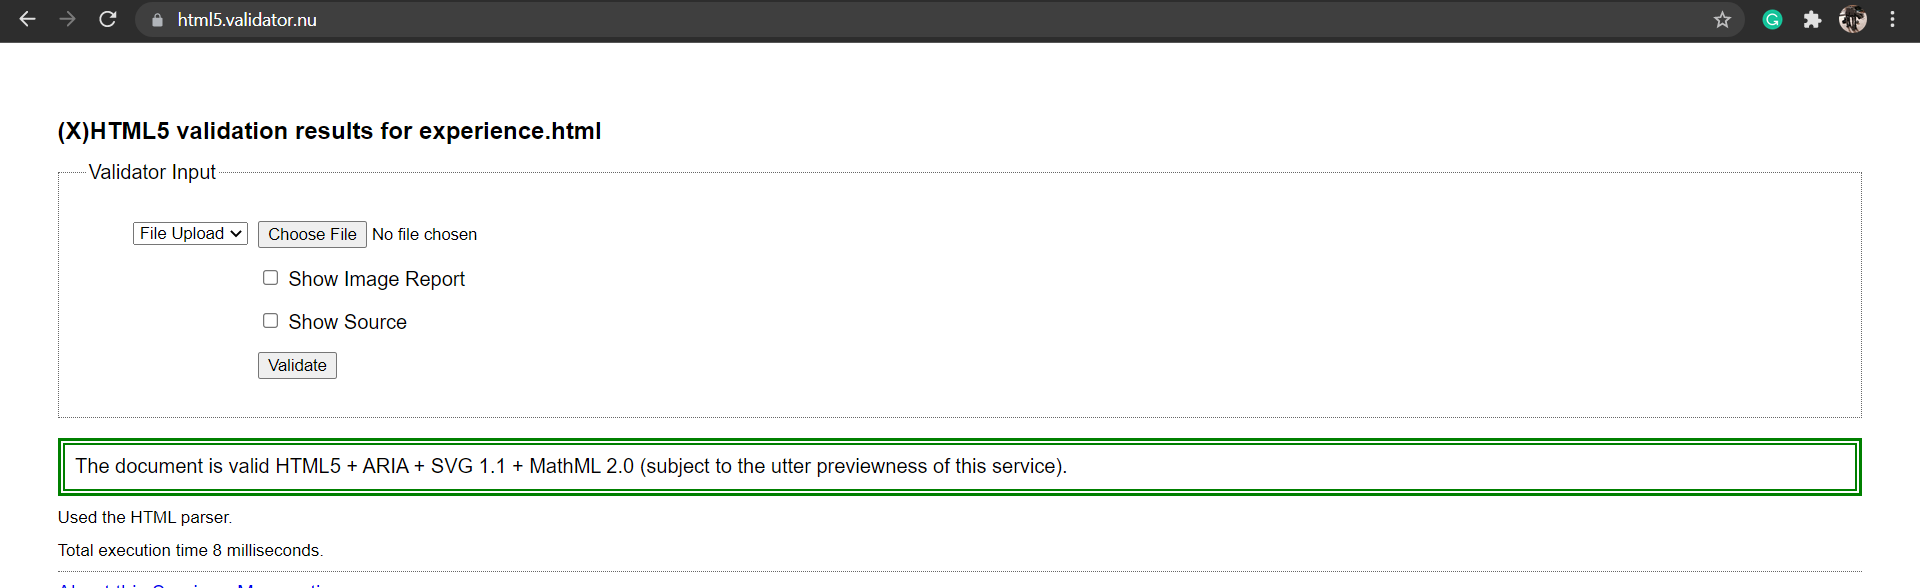 html5.validator.nu
(X)HTML5 validation results for experience.html
Validator Input
File Upload Choose File No file chosen
Show Image Report
Show Source
Validate
The document is valid HTML5 + ARIA + SVG 1.1 + MathML 2.0 (subject to the utter previewness of this service).
Used the HTML parser.
Total execution time 8 milliseconds.